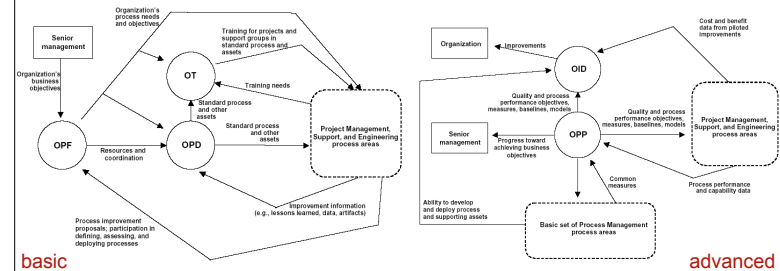 Organization's
process needs
and objectives
Senior
management
Training for projects and
support groups in
standard process and
assets
Organization's
business
objectives
OT
Training needs
Standard process
and other
assets
Standard process
and other
assets
Project Management,
Support, and Engineering
process areas
OPF
Resources and
coordination
OPD
Improvement information
(e.g., lessons learned, data, artifacts)
Process improvement
proposals; participation in
defining, assessing, and
deploying processes
basic
Cost and benefit
data from piloted
improvements
Organization
Improvements
OID
Quality and process
performance objectives,
measures, baselines, models
Quality and process
performance objectives,
measures, baselines, models
Project Management,
Support, and Engineering
process areas
Senior
management
OPP
Progress toward
achieving business
objectives
Common
measures
Process performance
and capability data
Ability to develop
and deploy process
and supporting assets
Basic set of Process Management
process areas
advanced